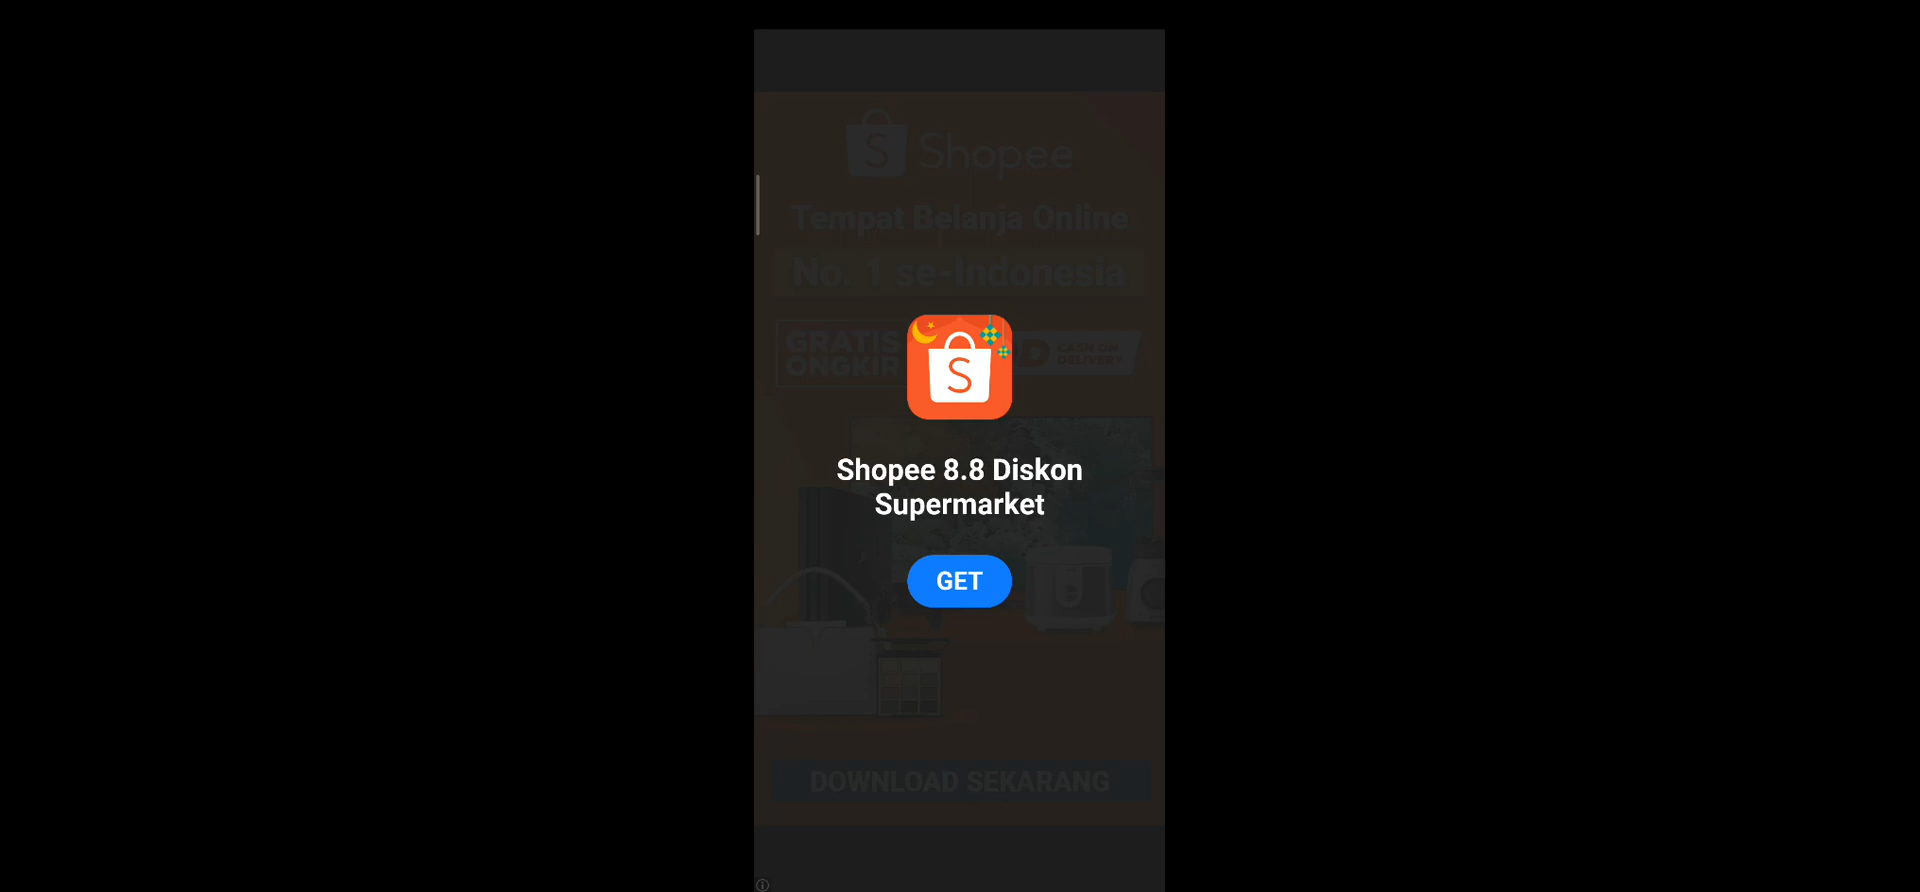 S Shopee
Tempat Belanja Online
No. 1 se-Indonesia
GRATIS
ONGKIR
CASH ON
DELIVERY
S
Shopee 8.8 Diskon
Supermarket
GET
DOWNLOAD SEKARANG